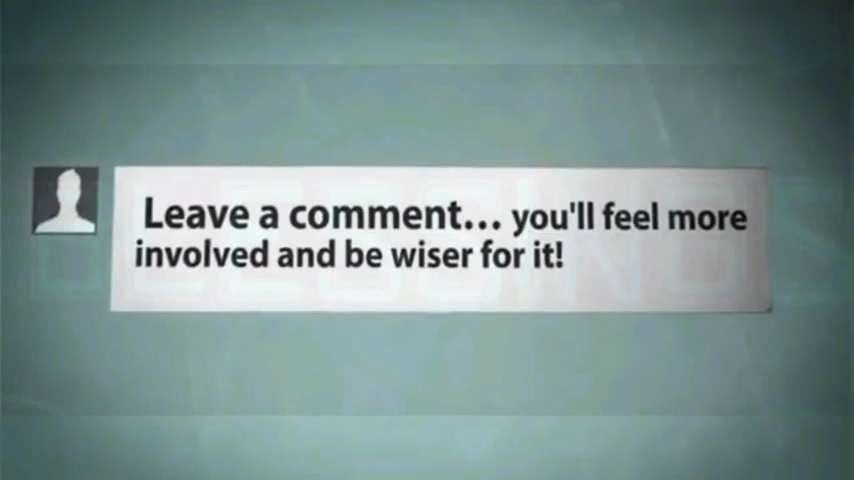 Leave a comment... you'll feel more
involved and be wiser for it!